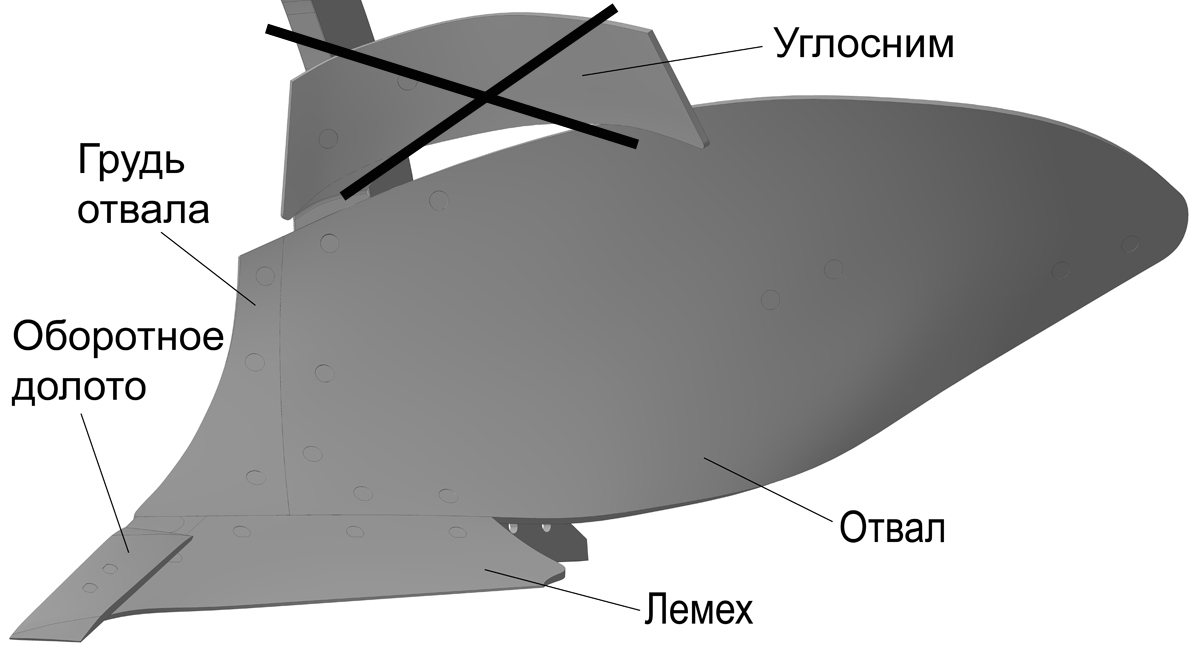 Углосним
Грудь
отвала
Оборотное
долото
Отвал
Лемех